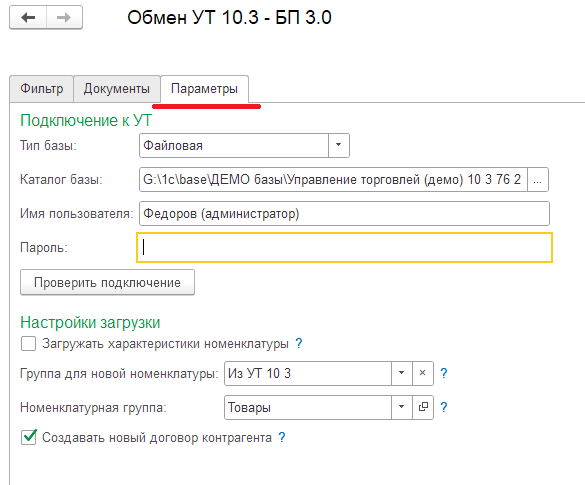 Обмен УТ 10.3 - БП 3.0
Фильтр Документы Параметры
Подключение к УТ
Тип базы: Файловая
Каталог базы: G:\1c\base\ДЕМО базы\Управление торговлей (демо) 10 3 76 2 ...
Имя пользователя: Федоров (администратор)
Пароль:
Проверить подключение
Настройки загрузки
Загружать характеристики номенклатуры ?
Группа для новой номенклатуры: Из УТ 10 3 × ?
Номенклатурная группа: Товары ?
Создавать новый договор контрагента ?